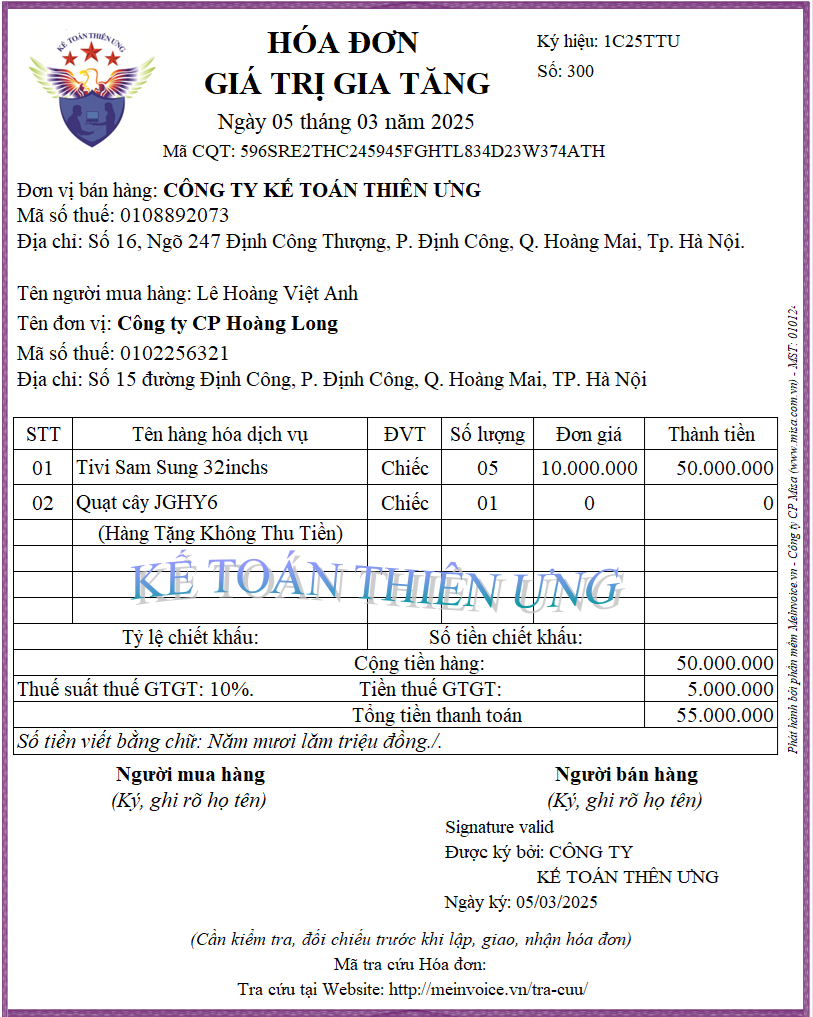 KẾ TOÁN THIÊN ƯNG
HÓA ĐƠN
GIÁ TRỊ GIA TĂNG
Ngày 05 tháng 03 năm 2025
Ký hiệu: 1C25TTU
Số: 300
Mã CQT: 596SRE2THC245945FGHTL834D23W374ATH
Đơn vị bán hàng: CÔNG TY KẾ TOÁN THIÊN ƯNG
Mã số thuế: 0108892073
Địa chỉ: Số 16, Ngõ 247 Định Công Thượng, P. Định Công, Q. Hoàng Mai, Tp. Hà Nội.
Tên người mua hàng: Lê Hoàng Việt Anh
Tên đơn vị: Công ty CP Hoàng Long
Mã số thuế: 0102256321
Địa chỉ: Số 15 đường Định Công, P. Định Công, Q. Hoàng Mai, TP. Hà Nội
STT Tên hàng hóa dịch vụ ĐVT Số lượng Đơn giá Thành tiền
01 Tivi Sam Sung 32inchs Chiếc 05 10.000.000 50.000.000
02 Quạt cây JGHY6 Chiếc 01 0 0
(Hàng Tặng Không Thu Tiền)
KẾ TOÁN THIÊN ƯNG
Tỷ lệ chiết khấu: Số tiền chiết khấu:
Cộng tiền hàng: 50.000.000
Thuế suất thuế GTGT: 10%. Tiền thuế GTGT: 5.000.000
Tổng tiền thanh toán 55.000.000
Số tiền viết bằng chữ: Năm mươi lăm triệu đồng./.
Người mua hàng Người bán hàng
(Ký, ghi rõ họ tên) (Ký, ghi rõ họ tên)
Signature valid
Được ký bởi: CÔNG TY
KẾ TOÁN THÊN ƯNG
Ngày ký: 05/03/2025
(Cần kiểm tra, đối chiếu trước khi lập, giao, nhận hóa đơn)
Mã tra cứu Hóa đơn:
Tra cứu tại Website: http://meinvoice.vn/tra-cuu/
Phát hành bởi phần mềm MeInvoice.vn - Công ty CP Misa (www.misa.com.vn) - MST: 010124